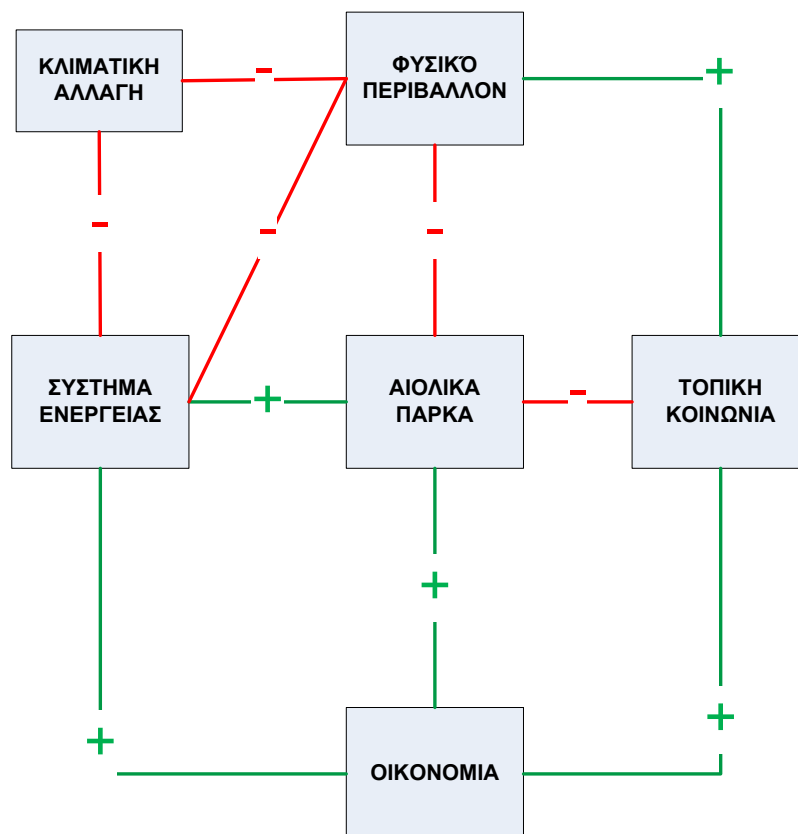 ΚΛΙΜΑΤΙΚΗ
ΑΛΛΑΓΗ
-
ΦΥΣΙΚΌ
ΠΕΡΙΒΑΛΛΟΝ
+
-
-
-
ΣΥΣΤΗΜΑ
ΕΝΕΡΓΕΙΑΣ
+
ΑΙΟΛΙΚΑ
ΠΑΡΚΑ
-
ΤΟΠΙΚΗ
ΚΟΙΝΩΝΙΑ
+
+
+
ΟΙΚΟΝΟΜΙΑ